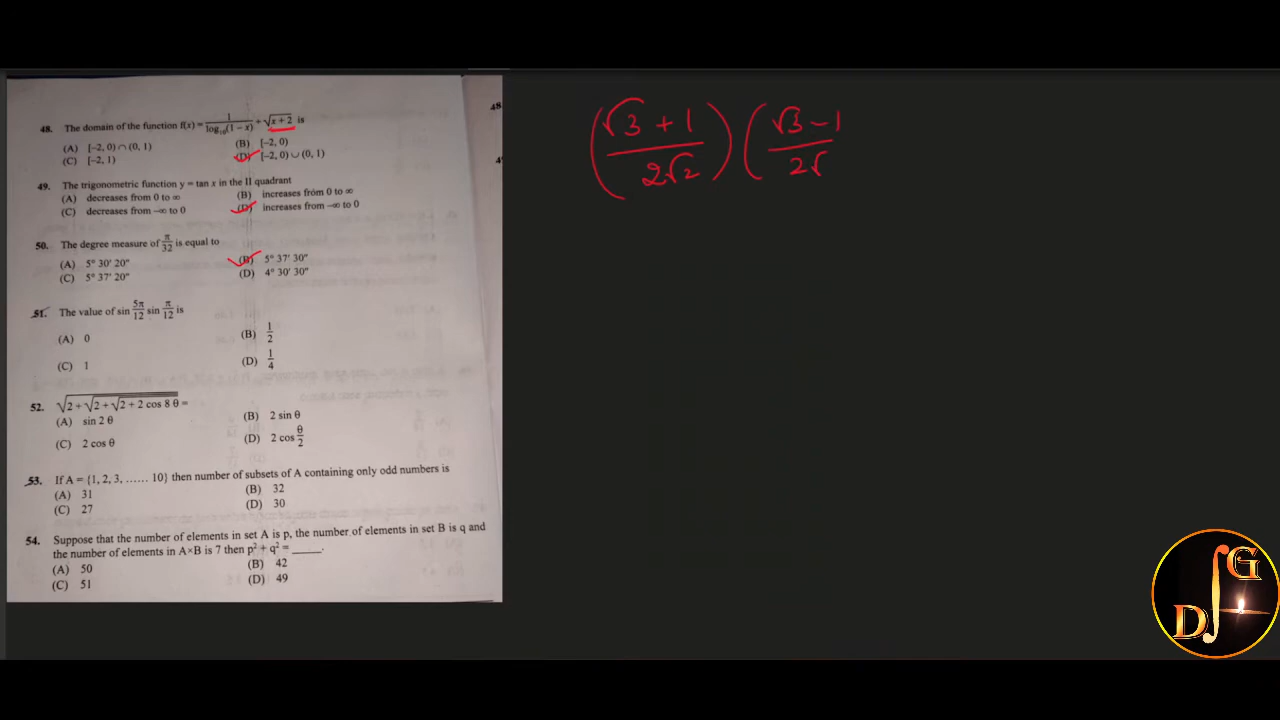 48. The domain of the function f(x) = 1/log₁₀(1 − x) + √(x + 2) is
(A) [−2, 0) ∩ (0, 1) (B) [−2, 0)
(C) [−2, 1) (D) [−2, 0) ∪ (0, 1)
49. The trigonometric function y = tan x in the II quadrant
(A) decreases from 0 to ∞ (B) increases from 0 to ∞
(C) decreases from −∞ to 0 (D) increases from −∞ to 0
50. The degree measure of π/32 is equal to
(A) 5° 30′ 20″ (B) 5° 37′ 30″
(C) 5° 37′ 20″ (D) 4° 30′ 30″
51. The value of sin 5π/12 sin π/12 is
(A) 0 (B) 1/2
(C) 1 (D) 1/4
52. √(2 + √(2 + √(2 + 2 cos 8 θ))) =
(A) sin 2 θ (B) 2 sin θ
(C) 2 cos θ (D) 2 cos θ/2
53. If A = {1, 2, 3, ...... 10} then number of subsets of A containing only odd numbers is
(A) 31 (B) 32
(C) 27 (D) 30
54. Suppose that the number of elements in set A is p, the number of elements in set B is q and
the number of elements in A×B is 7 then p² + q² = _____.
(A) 50 (B) 42
(C) 51 (D) 49
48
((√3 + 1)/(2√2)) ((√3 − 1)/(2√
D∫G